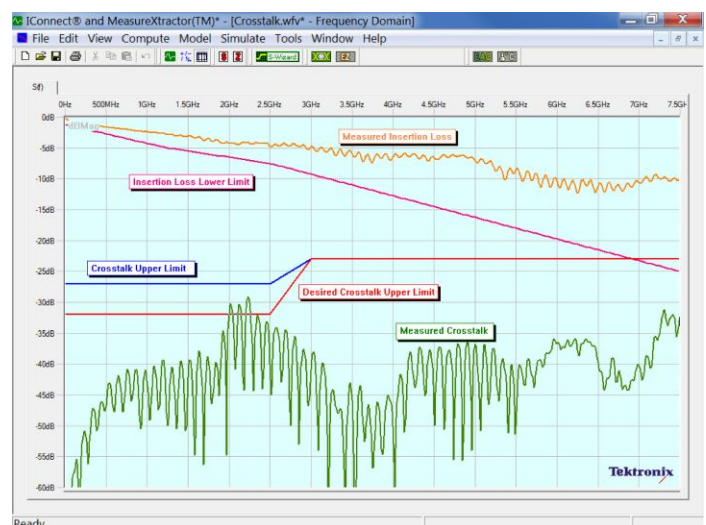 IConnect® and MeasureXtractor(TM)* - [Crosstalk.wfv* - Frequency Domain]
File Edit View Compute Model Simulate Tools Window Help
S-Wizard
S(f)
0Hz 500MHz 1GHz 1.5GHz 2GHz 2.5GHz 3GHz 3.5GHz 4GHz 4.5GHz 5GHz 5.5GHz 6GHz 6.5GHz 7GHz 7.5GH
0dB
dB|Mag
Measured Insertion Loss
-5dB
-10dB
Insertion Loss Lower Limit
-15dB
-20dB
-25dB
Crosstalk Upper Limit
-30dB
Desired Crosstalk Upper Limit
-35dB
Measured Crosstalk
-40dB
-45dB
-50dB
-55dB
Tektronix
-60dB
Ready